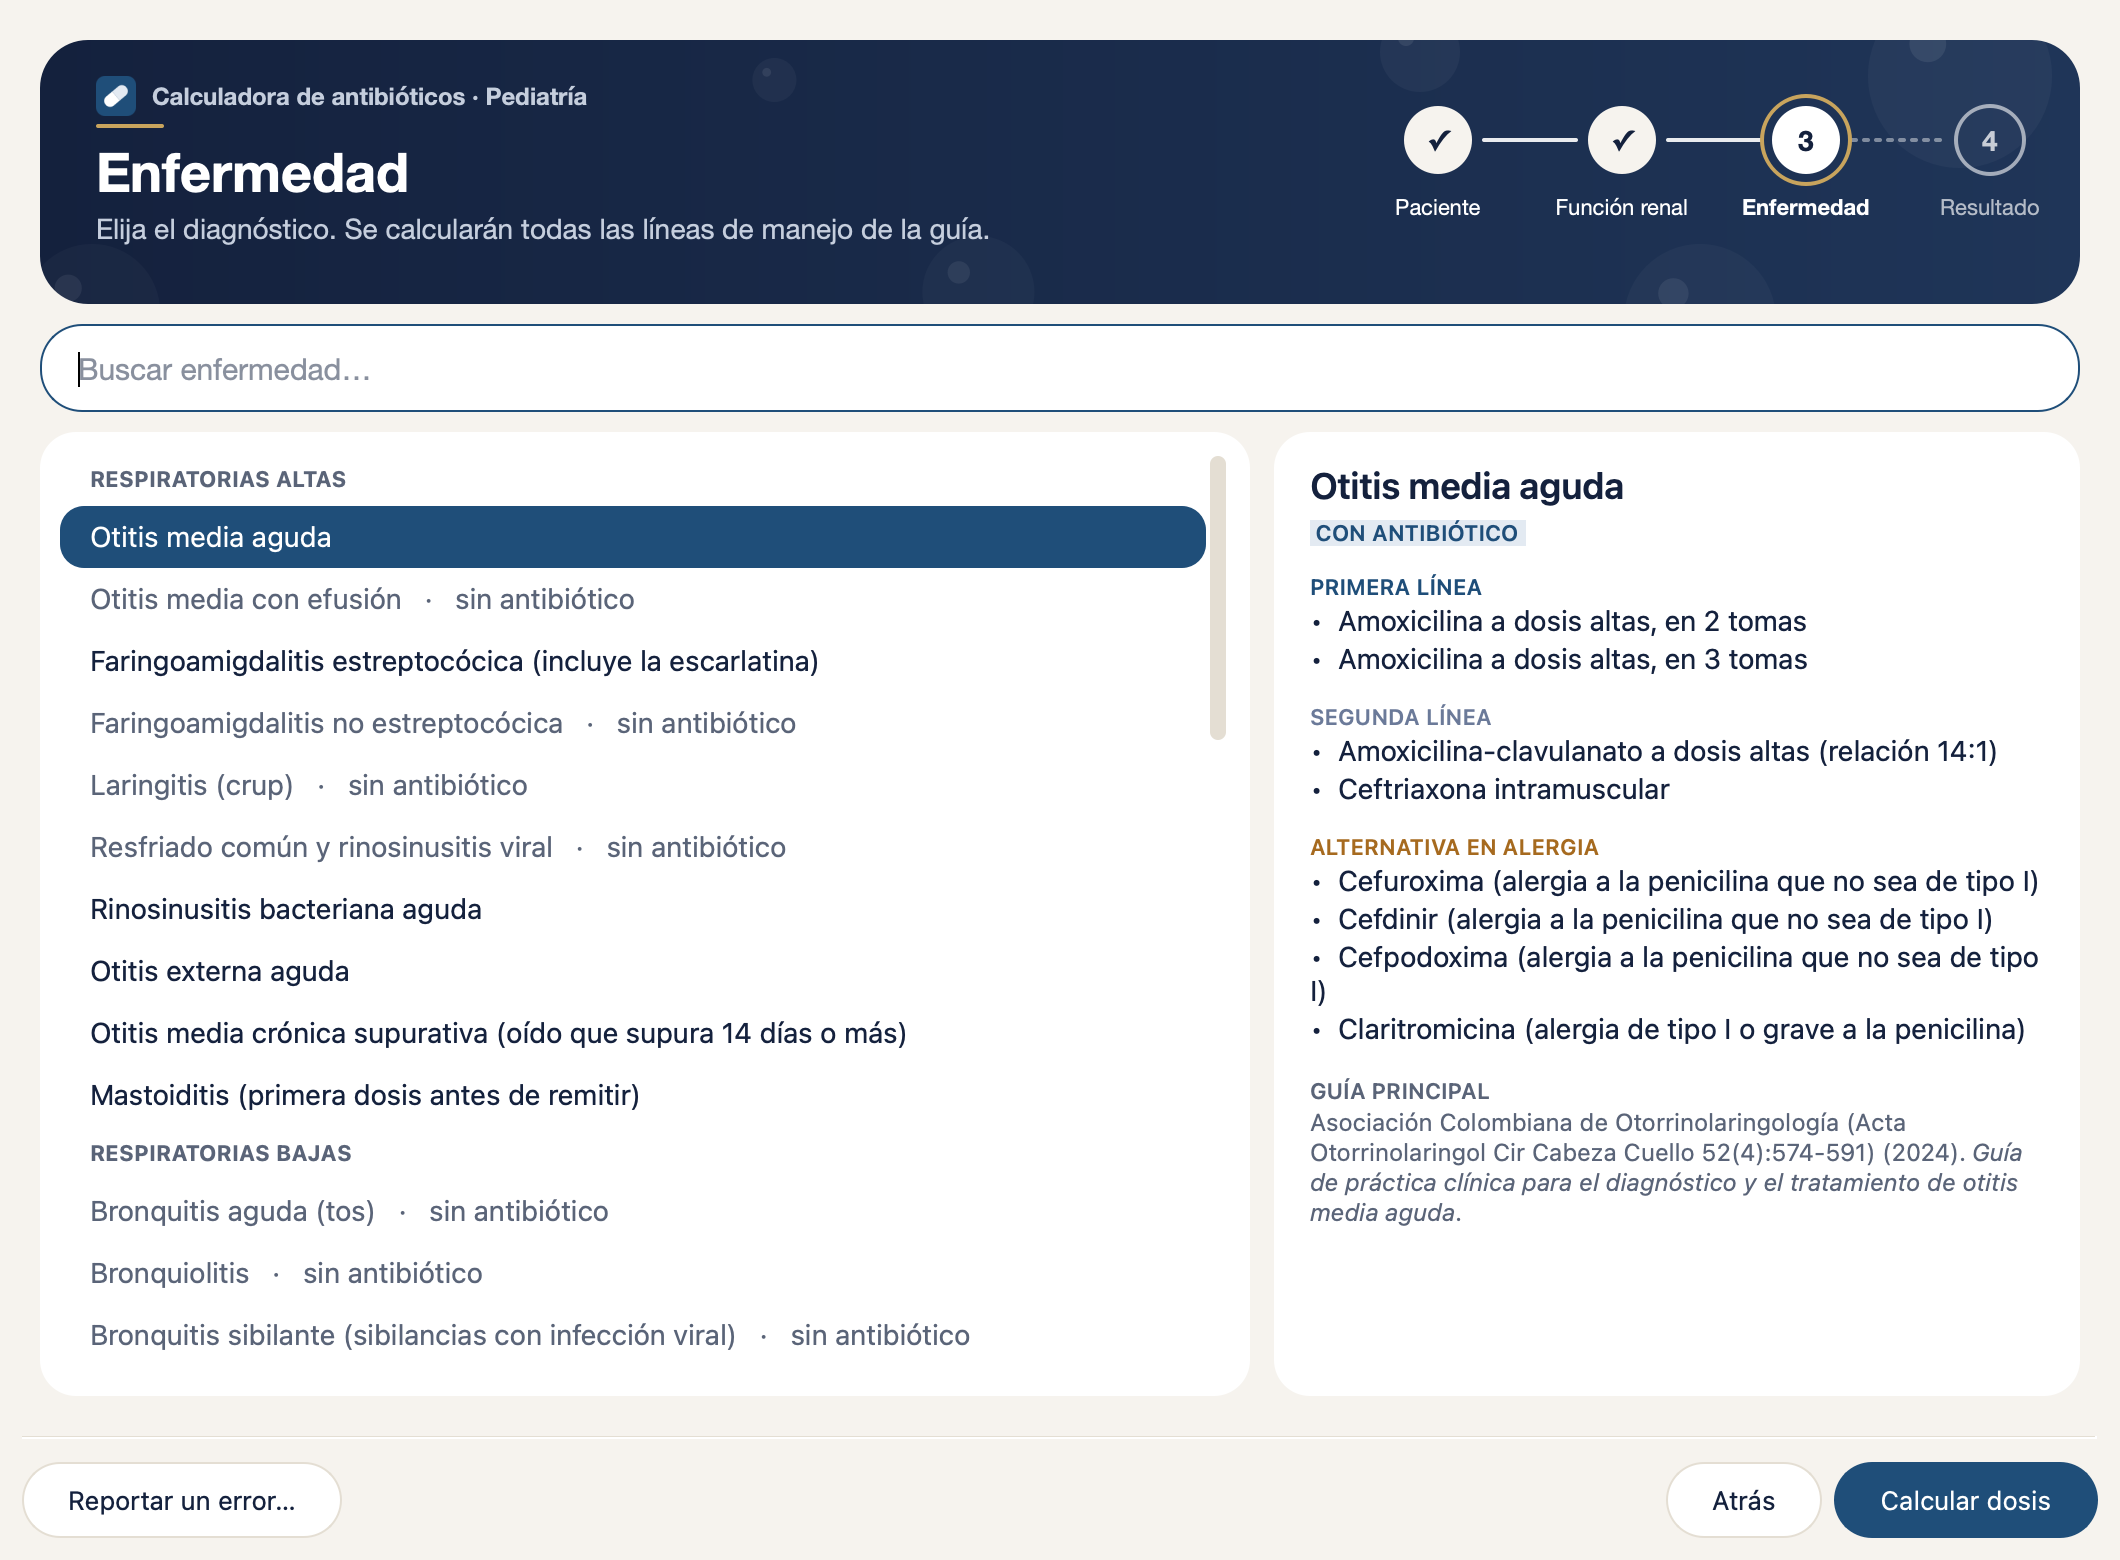 Calculadora de antibióticos · Pediatría
Enfermedad
Elija el diagnóstico. Se calcularán todas las líneas de manejo de la guía.
✓
✓
3
4
Paciente
Función renal
Enfermedad
Resultado
Buscar enfermedad...
RESPIRATORIAS ALTAS
Otitis media aguda
Otitis media con efusión · sin antibiótico
Faringoamigdalitis estreptocócica (incluye la escarlatina)
Faringoamigdalitis no estreptocócica · sin antibiótico
Laringitis (crup) · sin antibiótico
Resfriado común y rinosinusitis viral · sin antibiótico
Rinosinusitis bacteriana aguda
Otitis externa aguda
Otitis media crónica supurativa (oído que supura 14 días o más)
Mastoiditis (primera dosis antes de remitir)
RESPIRATORIAS BAJAS
Bronquitis aguda (tos) · sin antibiótico
Bronquiolitis · sin antibiótico
Bronquitis sibilante (sibilancias con infección viral) · sin antibiótico
Otitis media aguda
CON ANTIBIÓTICO
PRIMERA LÍNEA
• Amoxicilina a dosis altas, en 2 tomas
• Amoxicilina a dosis altas, en 3 tomas
SEGUNDA LÍNEA
• Amoxicilina-clavulanato a dosis altas (relación 14:1)
• Ceftriaxona intramuscular
ALTERNATIVA EN ALERGIA
• Cefuroxima (alergia a la penicilina que no sea de tipo I)
• Cefdinir (alergia a la penicilina que no sea de tipo I)
• Cefpodoxima (alergia a la penicilina que no sea de tipo
I)
• Claritromicina (alergia de tipo I o grave a la penicilina)
GUÍA PRINCIPAL
Asociación Colombiana de Otorrinolaringología (Acta
Otorrinolaringol Cir Cabeza Cuello 52(4):574-591) (2024). Guía
de práctica clínica para el diagnóstico y el tratamiento de otitis
media aguda.
Reportar un error...
Atrás
Calcular dosis